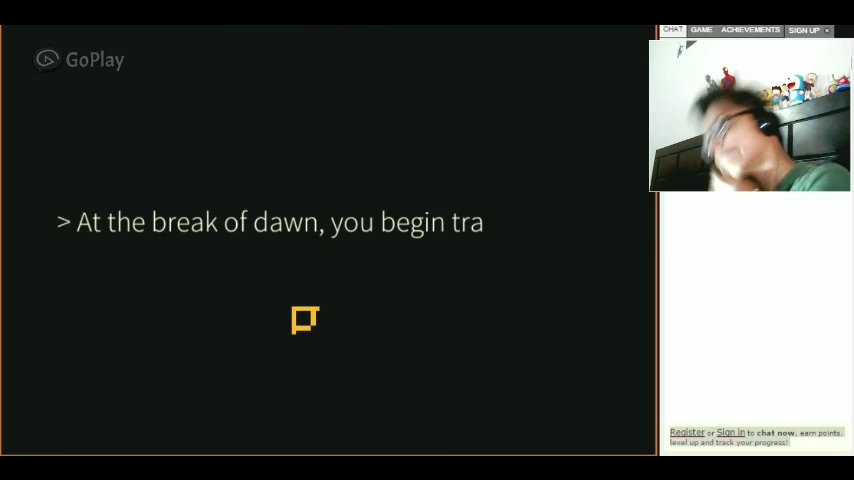 CHAT GAME ACHIEVEMENTS SIGN UP
GoPlay
> At the break of dawn, you begin tra
Register or Sign in to chat now, earn points,
level up and track your progress!